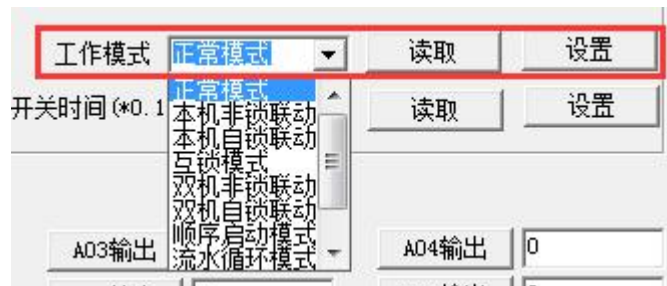 工作模式 正常模式 读取 设置
开关时间(*0.1 读取 设置
正常模式
本机非锁联动
本机自锁联动
互锁模式
双机非锁联动
双机自锁联动
顺序启动模式
流水循环模式
AO3输出 AO4输出 0